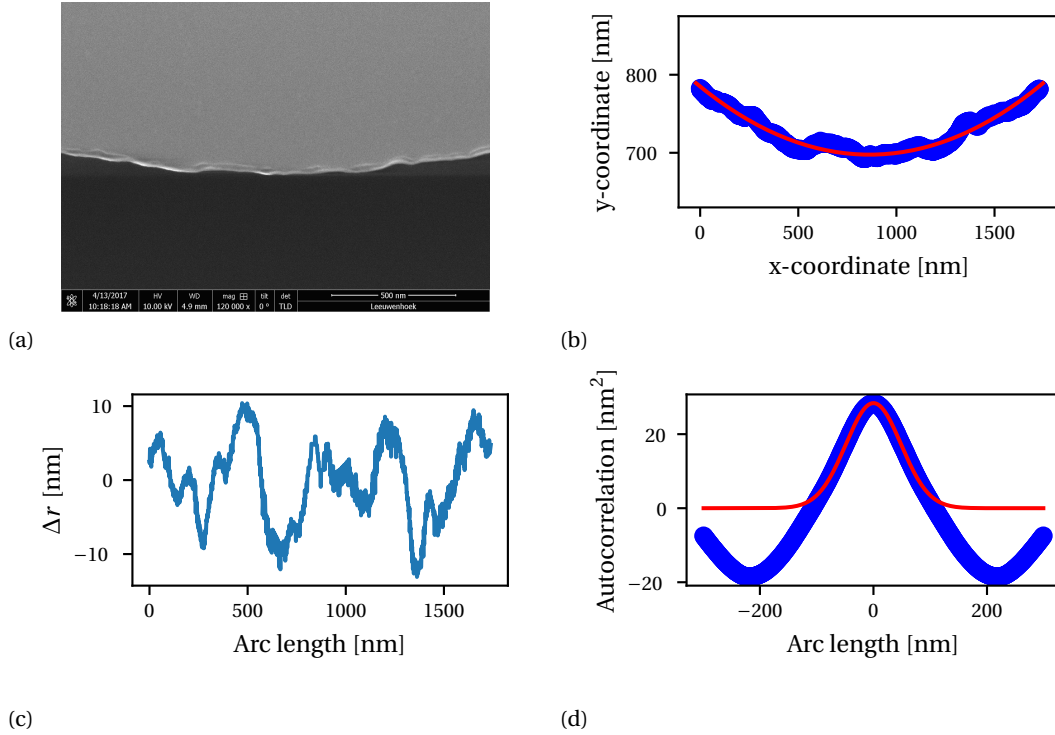 4/13/2017 HV WD mag tilt det 500 nm
10:18:18 AM 10.00 kV 4.9 mm 120 000 x 0 ° TLD Leeuwenhoek
(a)
y-coordinate [nm]
800
700
0 500 1000 1500
x-coordinate [nm]
(b)
Δr [nm]
10
0
−10
0 500 1000 1500
Arc length [nm]
(c)
Autocorrelation [nm²]
20
0
−20
−200 0 200
Arc length [nm]
(d)